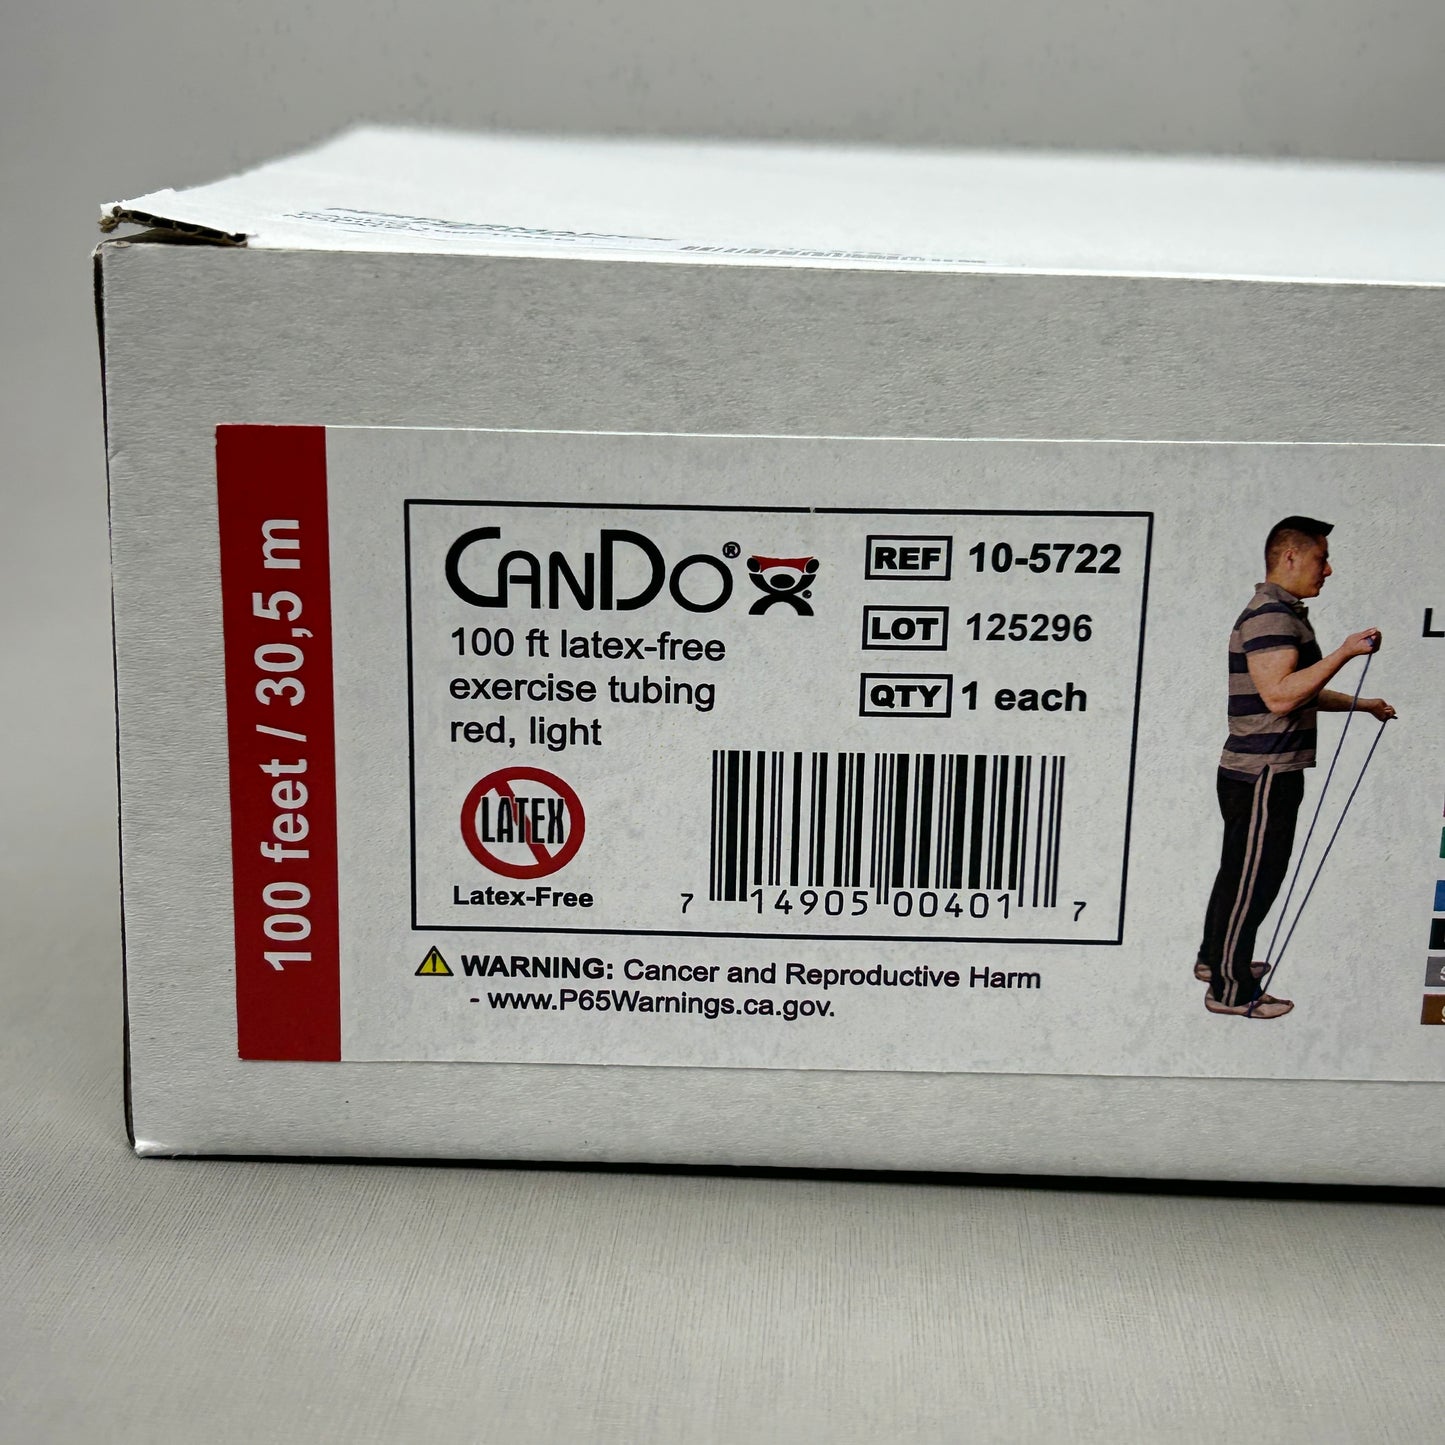 100 feet / 30,5 m
CANDO®
100 ft latex-free
exercise tubing
red, light
REF 10-5722
LOT 125296
QTY 1 each
LATEX
Latex-Free
7 14905 00401 7
WARNING: Cancer and Reproductive Harm
- www.P65Warnings.ca.gov.
L